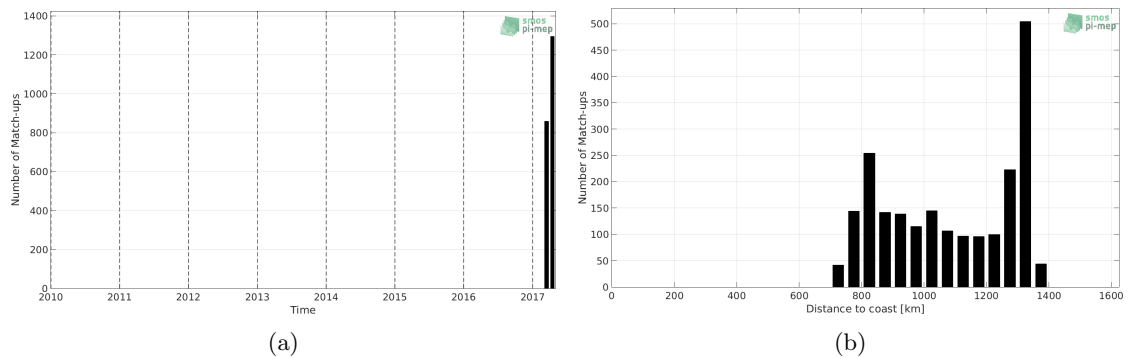 1400
1200
1000
800
600
400
200
0
Number of Match-ups
2010 2011 2012 2013 2014 2015 2016 2017
Time
smos
pi-mep
(a)
500
450
400
350
300
250
200
150
100
50
0
Number of Match-ups
0 200 400 600 800 1000 1200 1400 1600
Distance to coast [km]
smos
pi-mep
(b)